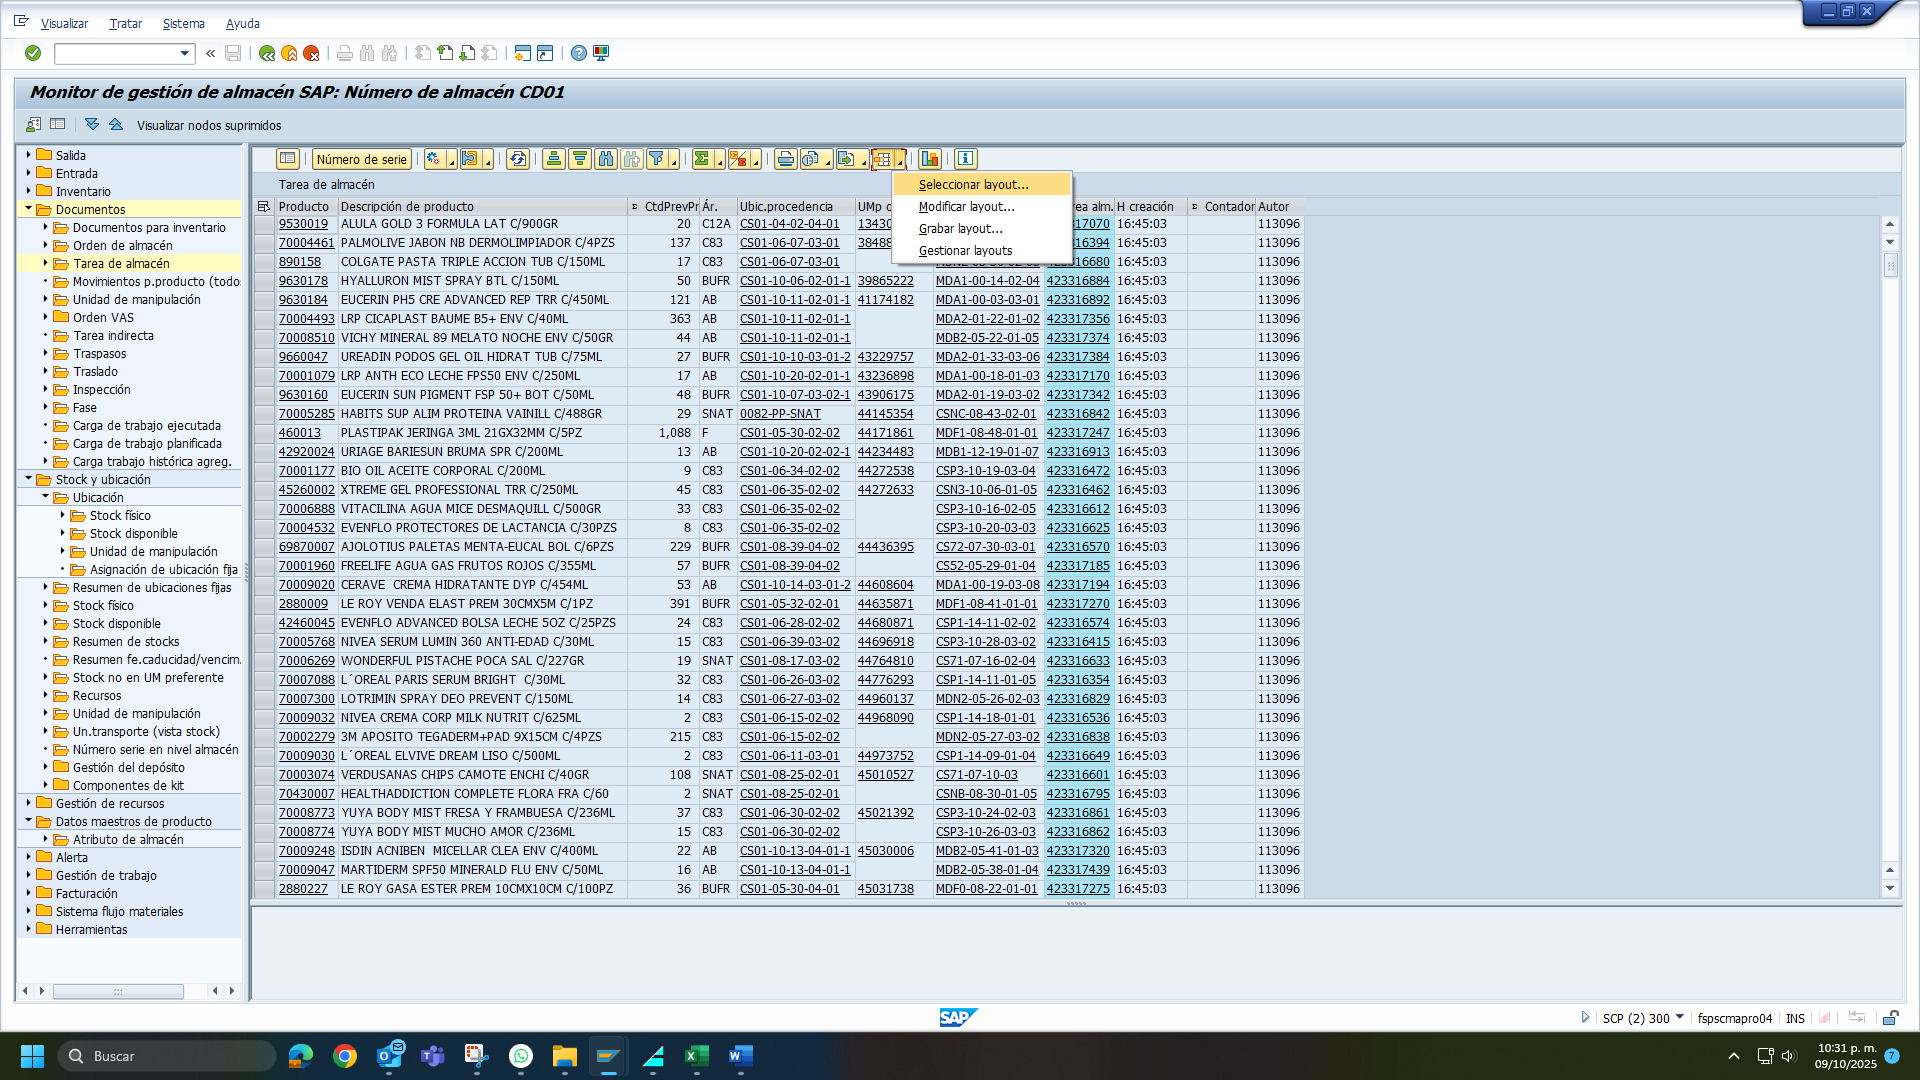 Visualizar Tratar Sistema Ayuda
Monitor de gestión de almacén SAP: Número de almacén CD01
Visualizar nodos suprimidos
Salida
Entrada
Inventario
Documentos
Documentos para inventario
Orden de almacén
Tarea de almacén
Movimientos p.producto (todo:
Unidad de manipulación
Orden VAS
Tarea indirecta
Traspasos
Traslado
Inspección
Fase
Carga de trabajo ejecutada
Carga de trabajo planificada
Carga trabajo histórica agreg.
Stock y ubicación
Ubicación
Stock físico
Stock disponible
Unidad de manipulación
Asignación de ubicación fija
Resumen de ubicaciones fijas
Stock físico
Stock disponible
Resumen de stocks
Resumen fe.caducidad/vencim.
Stock no en UM preferente
Recursos
Unidad de manipulación
Un.transporte (vista stock)
Número serie en nivel almacén
Gestión del depósito
Componentes de kit
Gestión de recursos
Datos maestros de producto
Atributo de almacén
Alerta
Gestión de trabajo
Facturación
Sistema flujo materiales
Herramientas
Número de serie
Tarea de almacén
Seleccionar layout...
Modificar layout...
Grabar layout...
Gestionar layouts
Producto Descripción de producto Σ CtdPrevPr Ár. Ubic.procedencia UMp o rea alm. H creación Σ Contador Autor
9530019 ALULA GOLD 3 FORMULA LAT C/900GR 20 C12A CS01-04-02-04-01 13430 317070 16:45:03 113096
70004461 PALMOLIVE JABON NB DERMOLIMPIADOR C/4PZS 137 C83 CS01-06-07-03-01 38488 316394 16:45:03 113096
890158 COLGATE PASTA TRIPLE ACCION TUB C/150ML 17 C83 CS01-06-07-03-01 316680 16:45:03 113096
9630178 HYALLURON MIST SPRAY BTL C/150ML 50 BUFR CS01-10-06-02-01-1 39865222 MDA1-00-14-02-04 423316884 16:45:03 113096
9630184 EUCERIN PH5 CRE ADVANCED REP TRR C/450ML 121 AB CS01-10-11-02-01-1 41174182 MDA1-00-03-03-01 423316892 16:45:03 113096
70004493 LRP CICAPLAST BAUME B5+ ENV C/40ML 363 AB CS01-10-11-02-01-1 MDA2-01-22-01-02 423317356 16:45:03 113096
70008510 VICHY MINERAL 89 MELATO NOCHE ENV C/50GR 44 AB CS01-10-11-02-01-1 MDB2-05-22-01-05 423317374 16:45:03 113096
9660047 UREADIN PODOS GEL OIL HIDRAT TUB C/75ML 27 BUFR CS01-10-10-03-01-2 43229757 MDA2-01-33-03-06 423317384 16:45:03 113096
70001079 LRP ANTH ECO LECHE FPS50 ENV C/250ML 17 AB CS01-10-20-02-01-1 43236898 MDA1-00-18-01-03 423317170 16:45:03 113096
9630160 EUCERIN SUN PIGMENT FSP 50+ BOT C/50ML 48 BUFR CS01-10-07-03-02-1 43906175 MDA2-01-19-03-02 423317342 16:45:03 113096
70005285 HABITS SUP ALIM PROTEINA VAINILL C/488GR 29 SNAT 0082-PP-SNAT 44145354 CSNC-08-43-02-01 423316842 16:45:03 113096
460013 PLASTIPAK JERINGA 3ML 21GX32MM C/5PZ 1,088 F CS01-05-30-02-02 44171861 MDF1-08-48-01-01 423317247 16:45:03 113096
42920024 URIAGE BARIESUN BRUMA SPR C/200ML 13 AB CS01-10-20-02-02-1 44234483 MDB1-12-19-01-07 423316913 16:45:03 113096
70001177 BIO OIL ACEITE CORPORAL C/200ML 9 C83 CS01-06-34-02-02 44272538 CSP3-10-19-03-04 423316472 16:45:03 113096
45260002 XTREME GEL PROFESSIONAL TRR C/250ML 45 C83 CS01-06-35-02-02 44272633 CSN3-10-06-01-05 423316462 16:45:03 113096
70006888 VITACILINA AGUA MICE DESMAQUILL C/500GR 33 C83 CS01-06-35-02-02 CSP3-10-16-02-05 423316612 16:45:03 113096
70004532 EVENFLO PROTECTORES DE LACTANCIA C/30PZS 8 C83 CS01-06-35-02-02 CSP3-10-20-03-03 423316625 16:45:03 113096
69870007 AJOLOTIUS PALETAS MENTA-EUCAL BOL C/6PZS 229 BUFR CS01-08-39-04-02 44436395 CS72-07-30-03-01 423316570 16:45:03 113096
70001960 FREELIFE AGUA GAS FRUTOS ROJOS C/355ML 57 BUFR CS01-08-39-04-02 CS52-05-29-01-04 423317185 16:45:03 113096
70009020 CERAVE  CREMA HIDRATANTE DYP C/454ML 53 AB CS01-10-14-03-01-2 44608604 MDA1-00-19-03-08 423317194 16:45:03 113096
2880009 LE ROY VENDA ELAST PREM 30CMX5M C/1PZ 391 BUFR CS01-05-32-02-01 44635871 MDF1-08-41-01-01 423317270 16:45:03 113096
42460045 EVENFLO ADVANCED BOLSA LECHE 5OZ C/25PZS 24 C83 CS01-06-28-02-02 44680871 CSP1-14-11-02-02 423316574 16:45:03 113096
70005768 NIVEA SERUM LUMIN 360 ANTI-EDAD C/30ML 15 C83 CS01-06-39-03-02 44696918 CSP3-10-28-03-02 423316415 16:45:03 113096
70006269 WONDERFUL PISTACHE POCA SAL C/227GR 19 SNAT CS01-08-17-03-02 44764810 CS71-07-16-02-04 423316633 16:45:03 113096
70007088 L´OREAL PARIS SERUM BRIGHT  C/30ML 32 C83 CS01-06-26-03-02 44776293 CSP1-14-11-01-05 423316354 16:45:03 113096
70007300 LOTRIMIN SPRAY DEO PREVENT C/150ML 14 C83 CS01-06-27-03-02 44960137 MDN2-05-26-02-03 423316829 16:45:03 113096
70009032 NIVEA CREMA CORP MILK NUTRIT C/625ML 2 C83 CS01-06-15-02-02 44968090 CSP1-14-18-01-01 423316536 16:45:03 113096
70002279 3M APOSITO TEGADERM+PAD 9X15CM C/4PZS 215 C83 CS01-06-15-02-02 MDN2-05-27-03-02 423316838 16:45:03 113096
70009030 L´OREAL ELVIVE DREAM LISO C/500ML 2 C83 CS01-06-11-03-01 44973752 CSP1-14-09-01-04 423316649 16:45:03 113096
70003074 VERDUSANAS CHIPS CAMOTE ENCHI C/40GR 108 SNAT CS01-08-25-02-01 45010527 CS71-07-10-03 423316601 16:45:03 113096
70430007 HEALTHADDICTION COMPLETE FLORA FRA C/60 2 SNAT CS01-08-25-02-01 CSNB-08-30-01-05 423316795 16:45:03 113096
70008773 YUYA BODY MIST FRESA Y FRAMBUESA C/236ML 37 C83 CS01-06-30-02-02 45021392 CSP3-10-24-02-03 423316861 16:45:03 113096
70008774 YUYA BODY MIST MUCHO AMOR C/236ML 15 C83 CS01-06-30-02-02 CSP3-10-26-03-03 423316862 16:45:03 113096
70009248 ISDIN ACNIBEN  MICELLAR CLEA ENV C/400ML 22 AB CS01-10-13-04-01-1 45030006 MDB2-05-41-01-03 423317320 16:45:03 113096
70009047 MARTIDERM SPF50 MINERALD FLU ENV C/50ML 16 AB CS01-10-13-04-01-1 MDB2-05-38-01-04 423317439 16:45:03 113096
2880227 LE ROY GASA ESTER PREM 10CMX10CM C/100PZ 36 BUFR CS01-05-30-04-01 45031738 MDF0-08-22-01-01 423317275 16:45:03 113096
SAP
SCP (2) 300 fspscmapro04 INS
Buscar
10:31 p. m.
09/10/2025
7